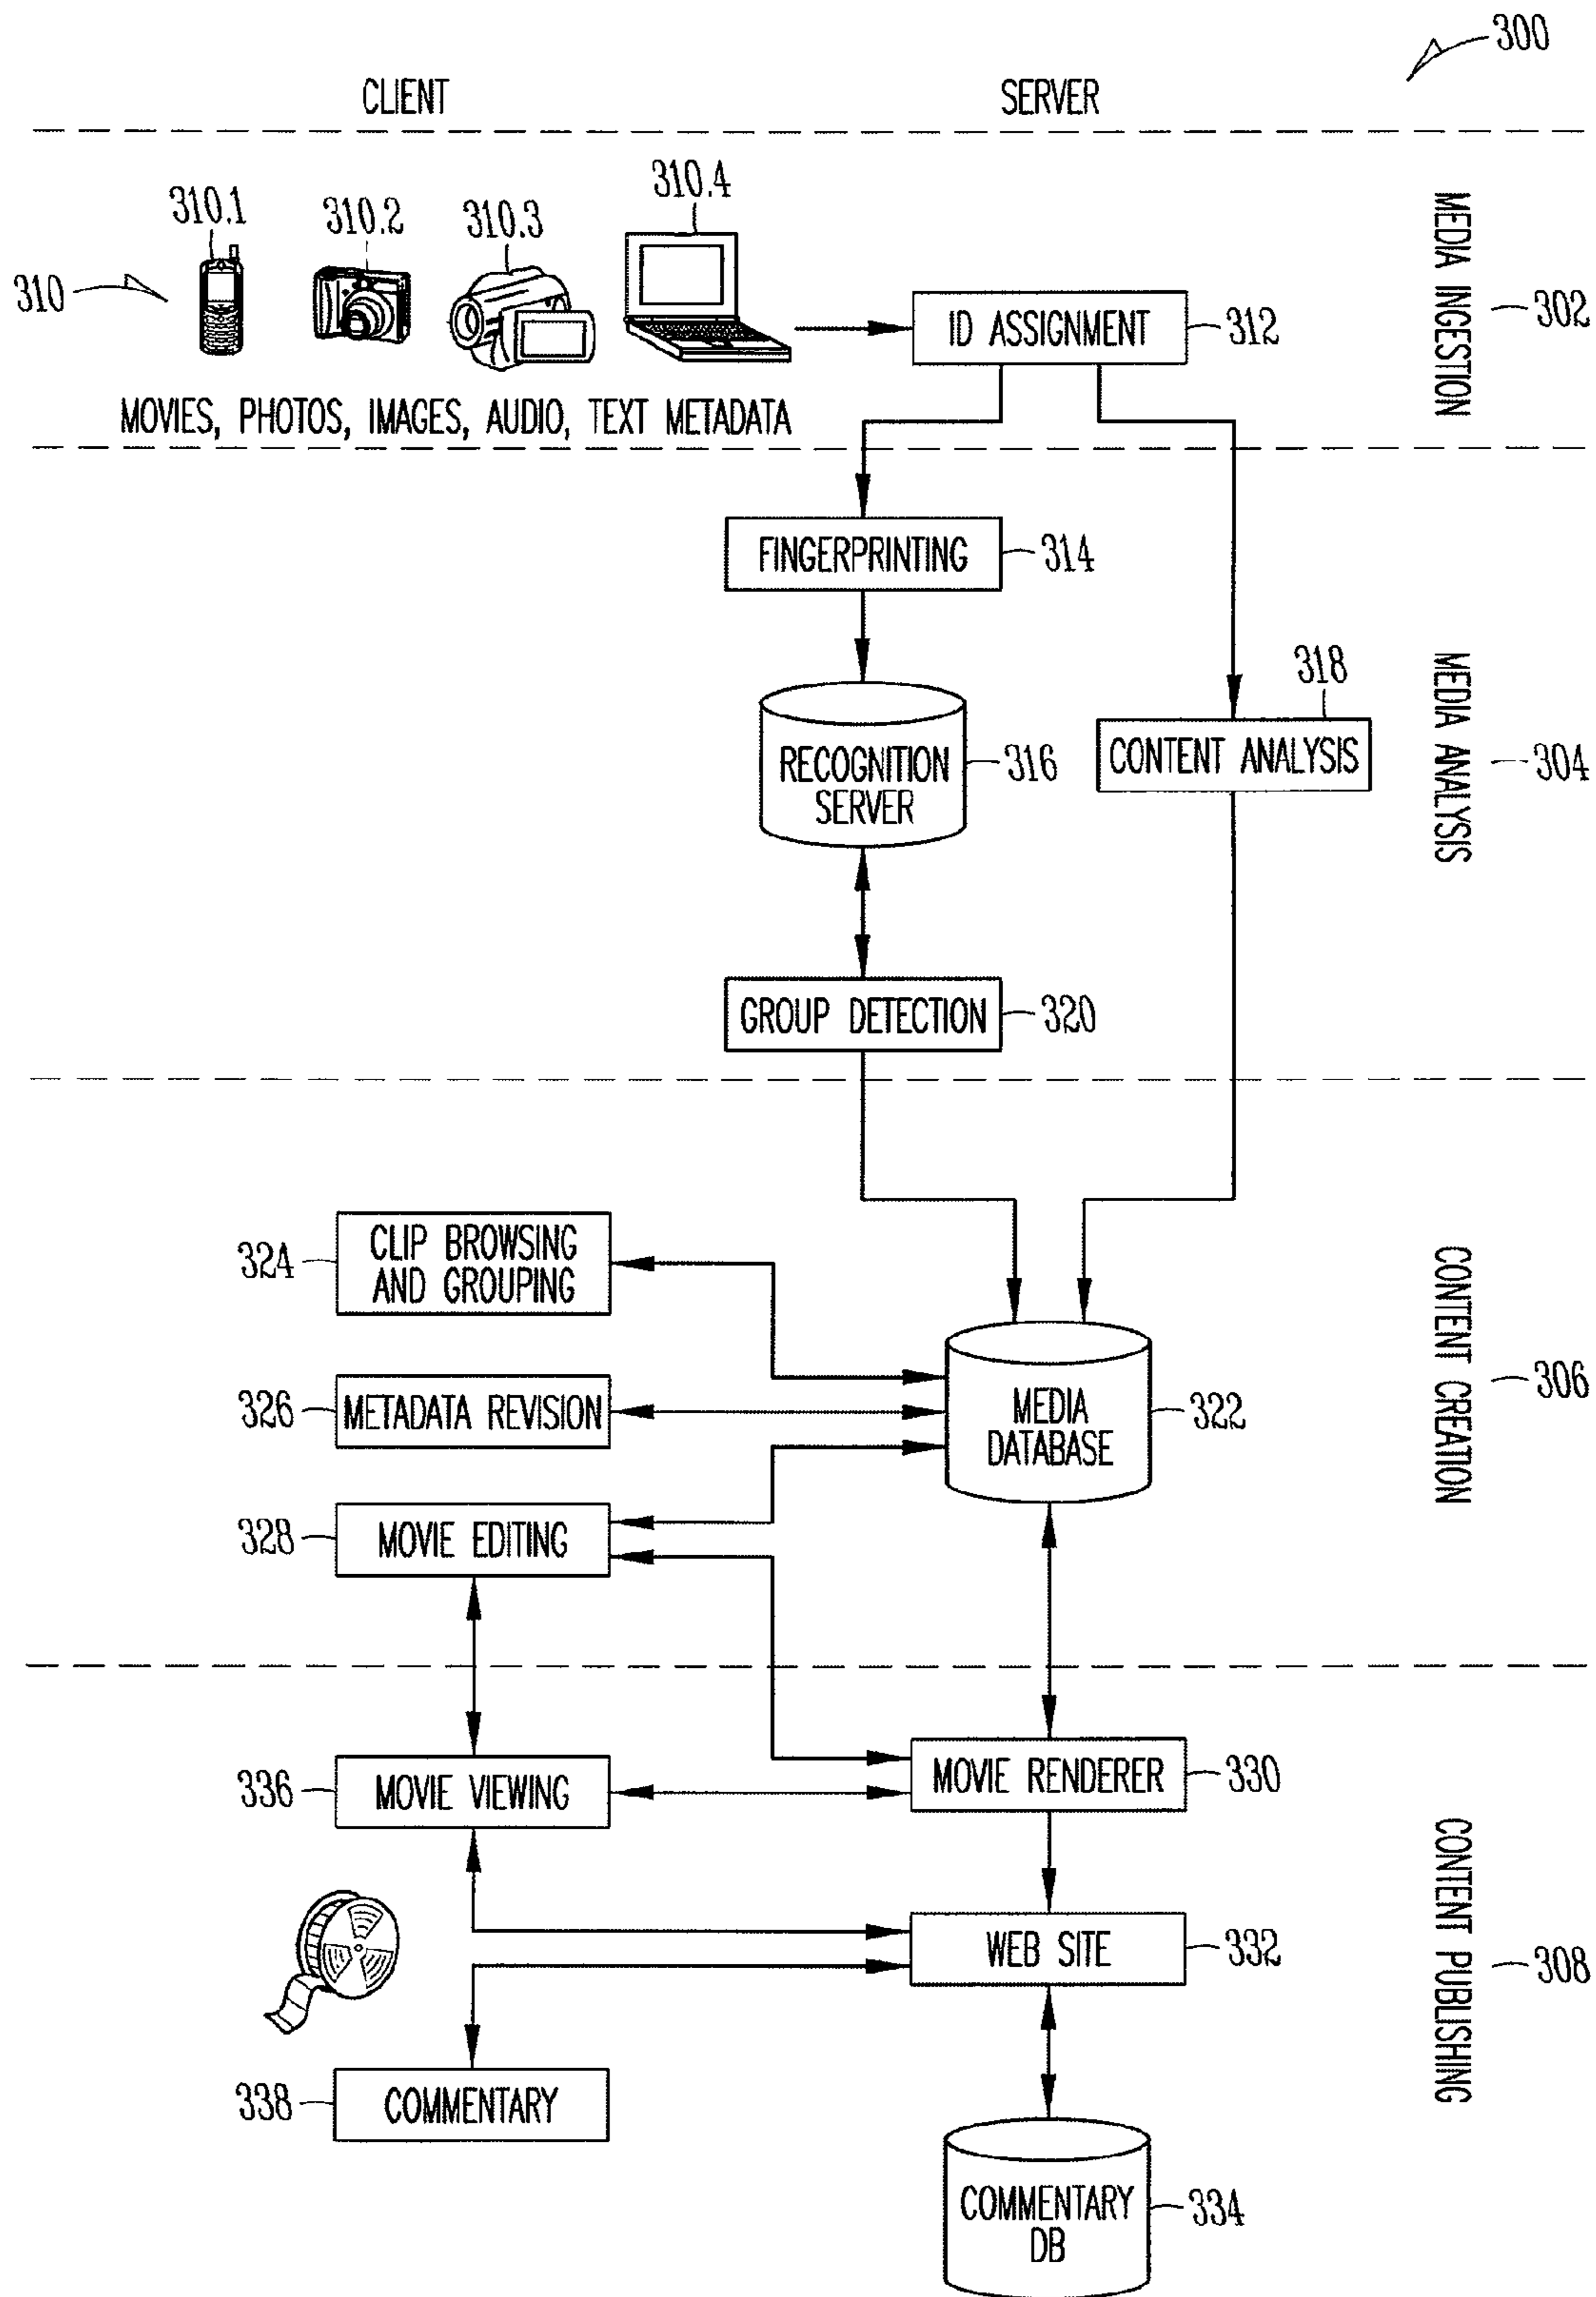 300
CLIENT
SERVER
310.1
310.2
310.3
310.4
310
ID ASSIGNMENT
312
MEDIA INGESTION
302
MOVIES, PHOTOS, IMAGES, AUDIO, TEXT METADATA
FINGERPRINTING
314
RECOGNITION
SERVER
316
318
CONTENT ANALYSIS
MEDIA ANALYSIS
304
GROUP DETECTION
320
324
CLIP BROWSING
AND GROUPING
326
METADATA REVISION
MEDIA
DATABASE
322
CONTENT CREATION
306
328
MOVIE EDITING
336
MOVIE VIEWING
MOVIE RENDERER
330
WEB SITE
332
CONTENT PUBLISHING
308
338
COMMENTARY
COMMENTARY
DB
334